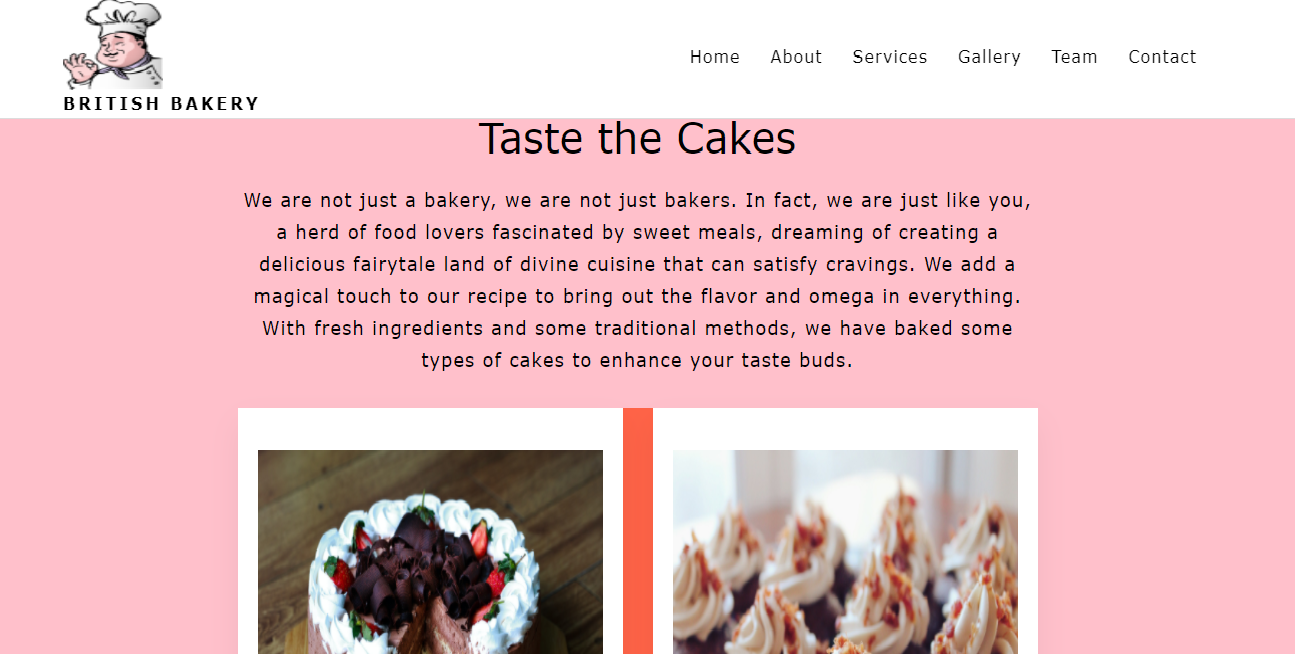 BRITISH BAKERY
Home About Services Gallery Team Contact
Taste the Cakes
We are not just a bakery, we are not just bakers. In fact, we are just like you,
a herd of food lovers fascinated by sweet meals, dreaming of creating a
delicious fairytale land of divine cuisine that can satisfy cravings. We add a
magical touch to our recipe to bring out the flavor and omega in everything.
With fresh ingredients and some traditional methods, we have baked some
types of cakes to enhance your taste buds.